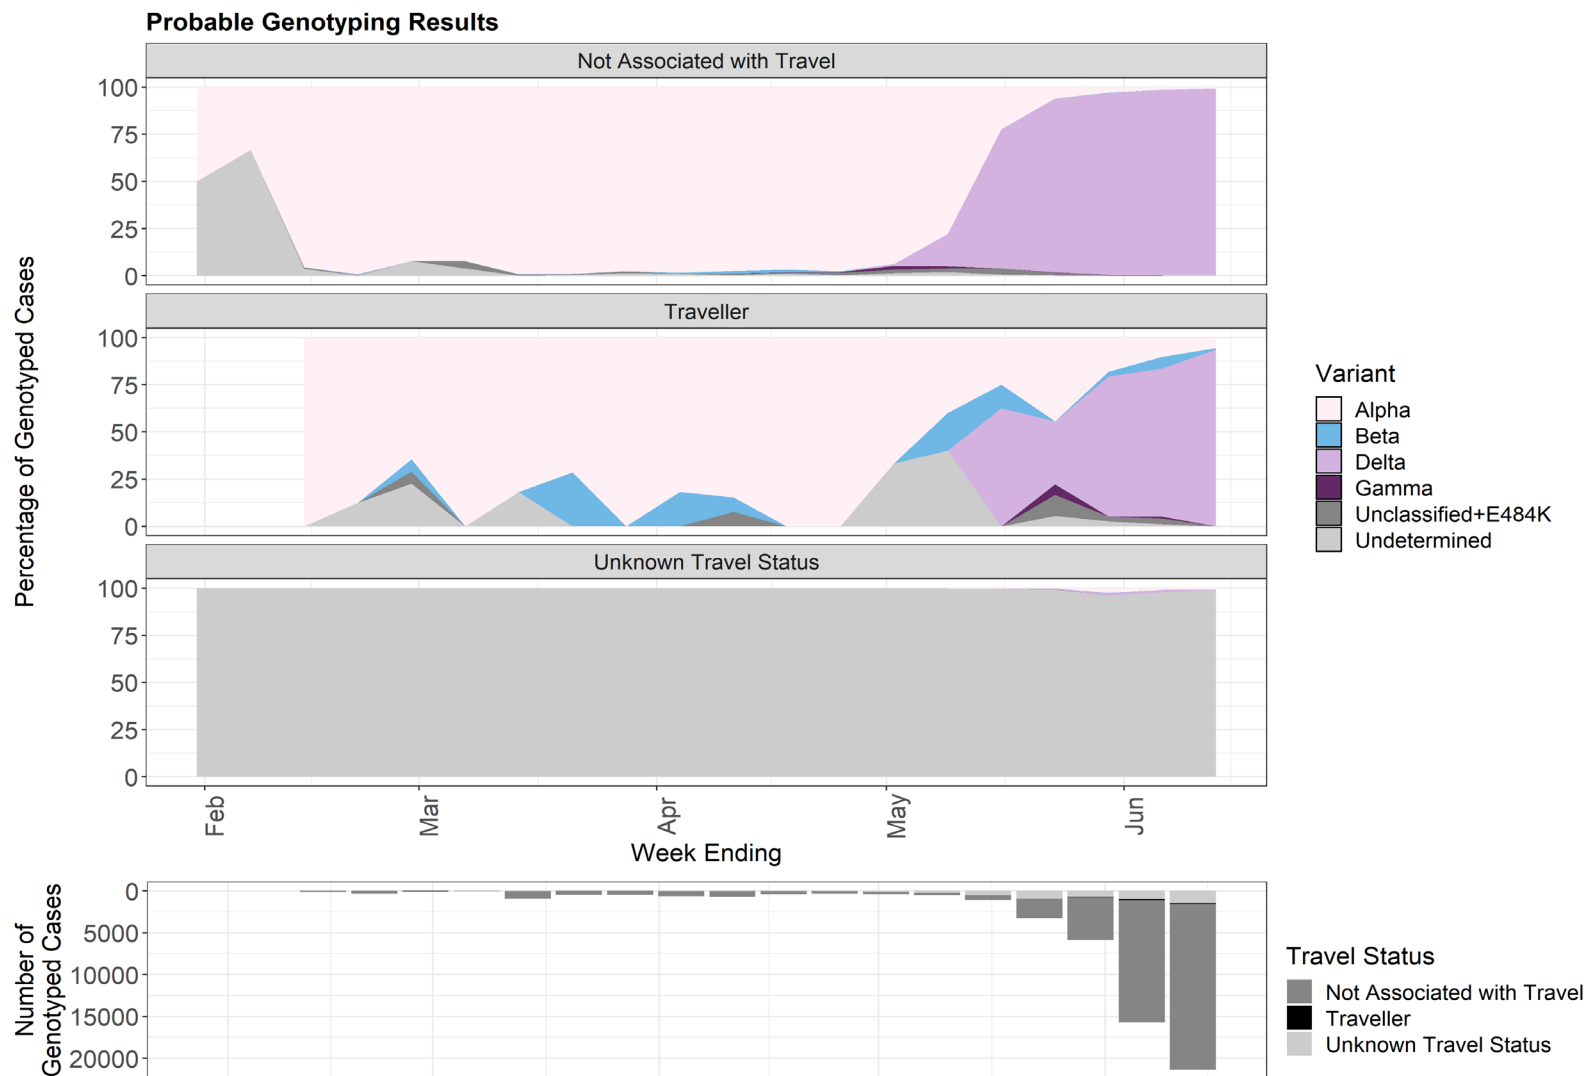 Probable Genotyping Results
Not Associated with Travel
100
75
50
25
0
Traveller
100
75
50
25
0
Unknown Travel Status
100
75
50
25
0
Percentage of Genotyped Cases
Feb
Mar
Apr
May
Jun
Week Ending
Variant
Alpha
Beta
Delta
Gamma
Unclassified+E484K
Undetermined
0
5000
10000
15000
20000
Number of
Genotyped Cases
Travel Status
Not Associated with Travel
Traveller
Unknown Travel Status